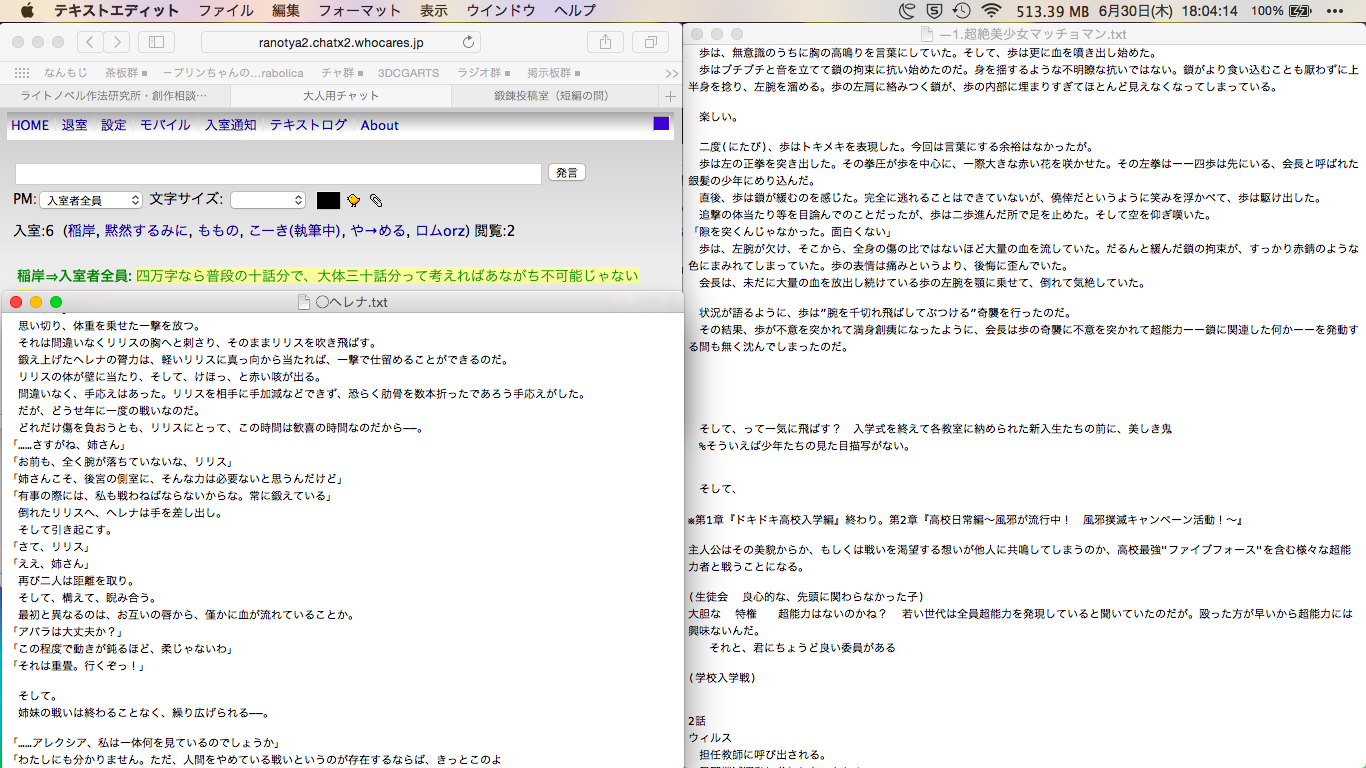 テキストエディット ファイル 編集 フォーマット 表示 ウインドウ ヘルプ 513.39 MB 6月30日(木) 18:04:14 100%
ranotya2.chatx2.whocares.jp
なんもじ 茶板群 ープリンちゃんの...rabolica チャ群 3DCGARTS ラジオ群 掲示板群 >>
ライトノベル作法研究所・創作相談… 大人用チャット 鍛錬投稿室（短編の間）
HOME 退室 設定 モバイル 入室通知 テキストログ About
発言
PM: 入室者全員 文字サイズ:
入室:6 (稲岸, 黙然するみに, ももの, こーき(執筆中), や→める, ロムorz) 閲覧:2
稲岸⇒入室者全員: 四万字なら普段の十話分で、大体三十話分って考えればあながち不可能じゃない
〇ヘレナ.txt
思い切り、体重を乗せた一撃を放つ。
それは間違いなくリリスの胸へと刺さり、そのままリリスを吹き飛ばす。
鍛え上げたヘレナの膂力は、軽いリリスに真っ向から当たれば、一撃で仕留めることができるのだ。
リリスの体が壁に当たり、そして、けほっ、と赤い咳が出る。
間違いなく、手応えはあった。リリスを相手に手加減などできず、恐らく肋骨を数本折ったであろう手応えがした。
だが、どうせ年に一度の戦いなのだ。
どれだけ傷を負おうとも、リリスにとって、この時間は歓喜の時間なのだから――。
「……さすがね、姉さん」
「お前も、全く腕が落ちていないな、リリス」
「姉さんこそ、後宮の側室に、そんな力は必要ないと思うんだけど」
「有事の際には、私も戦わねばならないからな。常に鍛えている」
倒れたリリスへ、ヘレナは手を差し出し。
そして引き起こす。
「さて、リリス」
「ええ、姉さん」
再び二人は距離を取り。
そして、構えて、睨み合う。
最初と異なるのは、お互いの唇から、僅かに血が流れていることか。
「アバラは大丈夫か？」
「この程度で動きが鈍るほど、柔じゃないわ」
「それは重畳。行くぞっ！」
そして。
姉妹の戦いは終わることなく、繰り広げられる――。
「……アレクシア、私は一体何を見ているのでしょうか」
「わたしにも分かりません。ただ、人間をやめている戦いというのが存在するならば、きっとこのよ
ー1.超絶美少女マッチョマン.txt
歩は、無意識のうちに胸の高鳴りを言葉にしていた。そして、歩は更に血を噴き出し始めた。
歩はブチブチと音を立てて鎖の拘束に抗い始めたのだ。身を揺するような不明瞭な抗いではない。鎖がより食い込むことも厭わずに上
半身を捻り、左腕を溜める。歩の左肩に絡みつく鎖が、歩の内部に埋まりすぎてほとんど見えなくなってしまっている。
楽しい。
二度(にたび)、歩はトキメキを表現した。今回は言葉にする余裕はなかったが。
歩は左の正拳を突き出した。その拳圧が歩を中心に、一際大きな赤い花を咲かせた。その左拳はーー四歩は先にいる、会長と呼ばれた
銀髪の少年にめり込んだ。
直後、歩は鎖が緩むのを感じた。完全に逃れることはできていないが、僥倖だというように笑みを浮かべて、歩は駆け出した。
追撃の体当たり等を目論んでのことだったが、歩は二歩進んだ所で足を止めた。そして空を仰ぎ嘆いた。
「隙を突くんじゃなかった。面白くない」
歩は、左腕が欠け、そこから、全身の傷の比ではないほど大量の血を流していた。だるんと緩んだ鎖の拘束が、すっかり赤錆のような
色にまみれてしまっていた。歩の表情は痛みというより、後悔に歪んでいた。
会長は、未だに大量の血を放出し続けている歩の左腕を顎に乗せて、倒れて気絶していた。
状況が語るように、歩は”腕を千切れ飛ばしてぶつける”奇襲を行ったのだ。
その結果、歩が不意を突かれて満身創痍になったように、会長は歩の奇襲に不意を突かれて超能力ーー鎖に関連した何かーーを発動す
る間も無く沈んでしまったのだ。
そして、って一気に飛ばす？ 入学式を終えて各教室に納められた新入生たちの前に、美しき鬼
%そういえば少年たちの見た目描写がない。
そして、
※第1章『ドキドキ高校入学編』終わり。第2章『高校日常編〜風邪が流行中！ 風邪撲滅キャンペーン活動！〜』
主人公はその美貌からか、もしくは戦いを渇望する想いが他人に共鳴してしまうのか、高校最強"ファイブフォース"を含む様々な超能
力者と戦うことになる。
(生徒会 良心的な、先頭に関わらなかった子)
大胆な 特権 超能力はないのかね？ 若い世代は全員超能力を発現していると聞いていたのだが。殴った方が早いから超能力には
興味ないんだ。
それと、君にちょうど良い委員がある
(学校入学戦)
2話
ウィルス
担任教師に呼び出される。